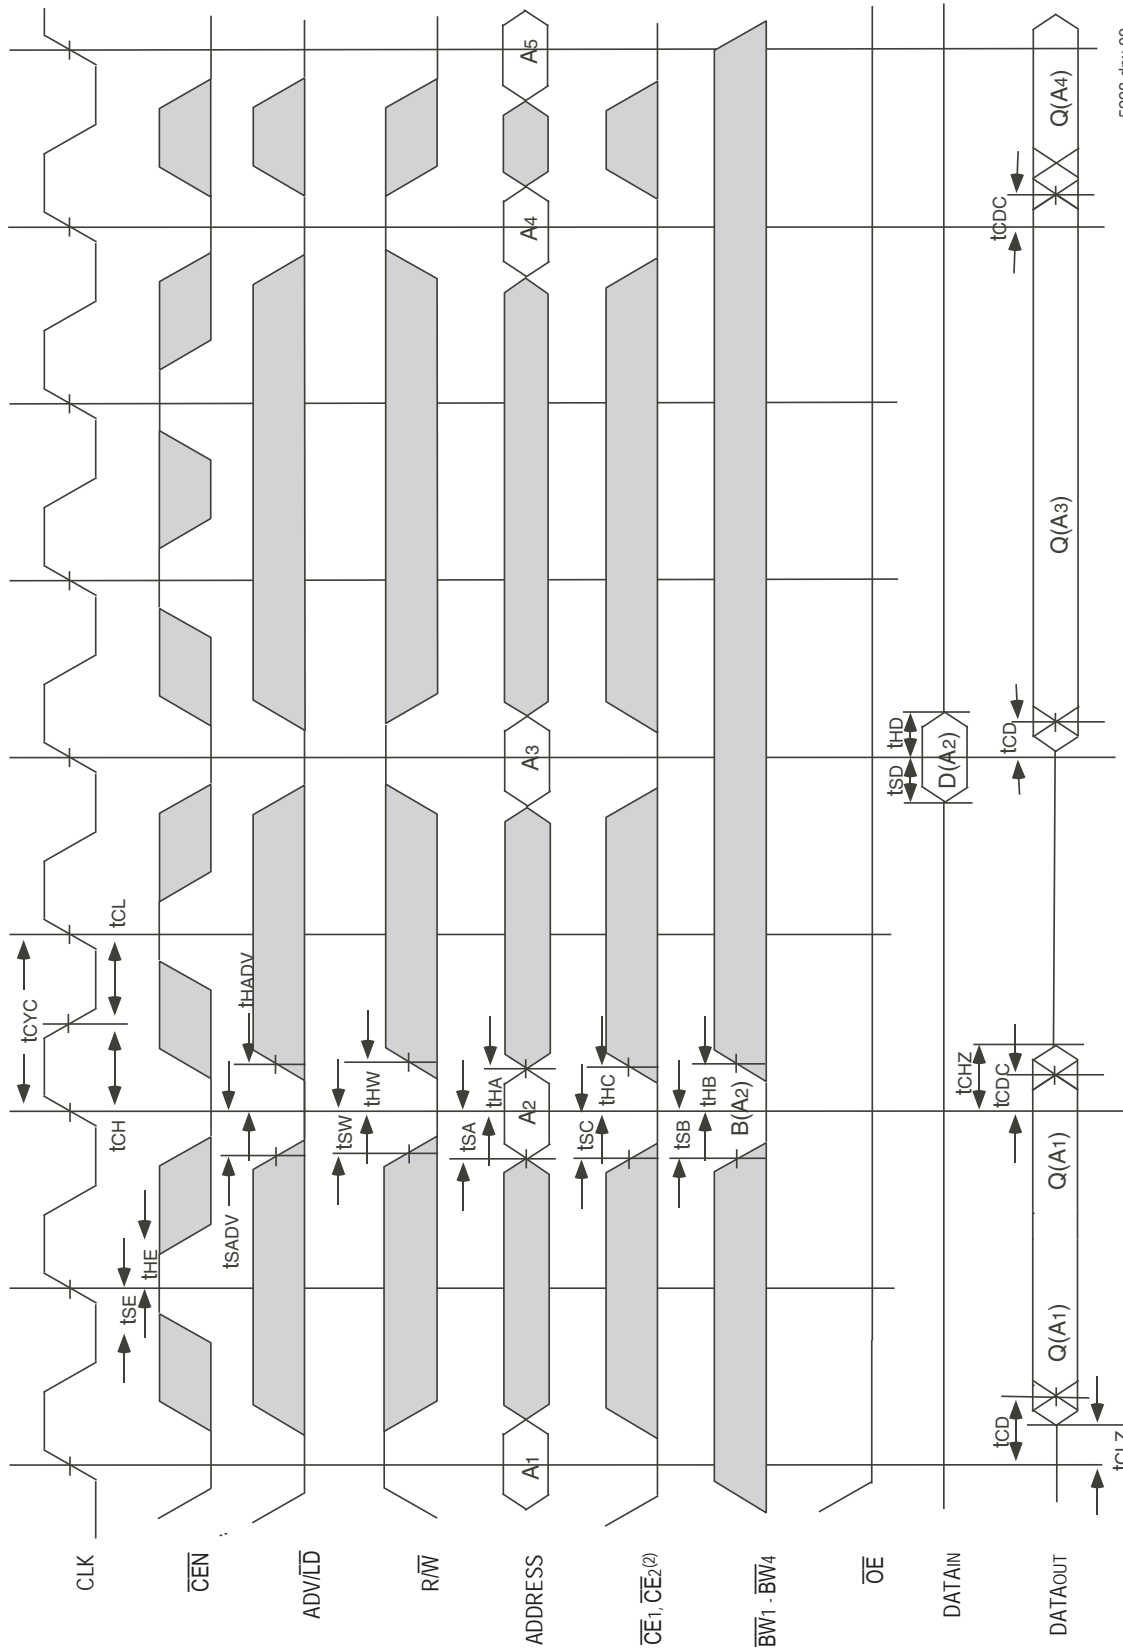 CLK
tCYC
tCH
tCL
tSE
tHE
CEN
ADV/LD
tSADV
tHADV
R/W
tSW
tHW
ADDRESS
A1
A2
A3
A4
A5
tSA
tHA
CE1, CE2(2)
tSC
tHC
BW1 - BW4
tSB
tHB
B(A2)
OE
DATAIN
tSD
tHD
D(A2)
DATAOUT
tCD
tCLZ
Q(A1)
Q(A1)
tCHZ
tCDC
tCD
Q(A3)
tCDC
Q(A4)